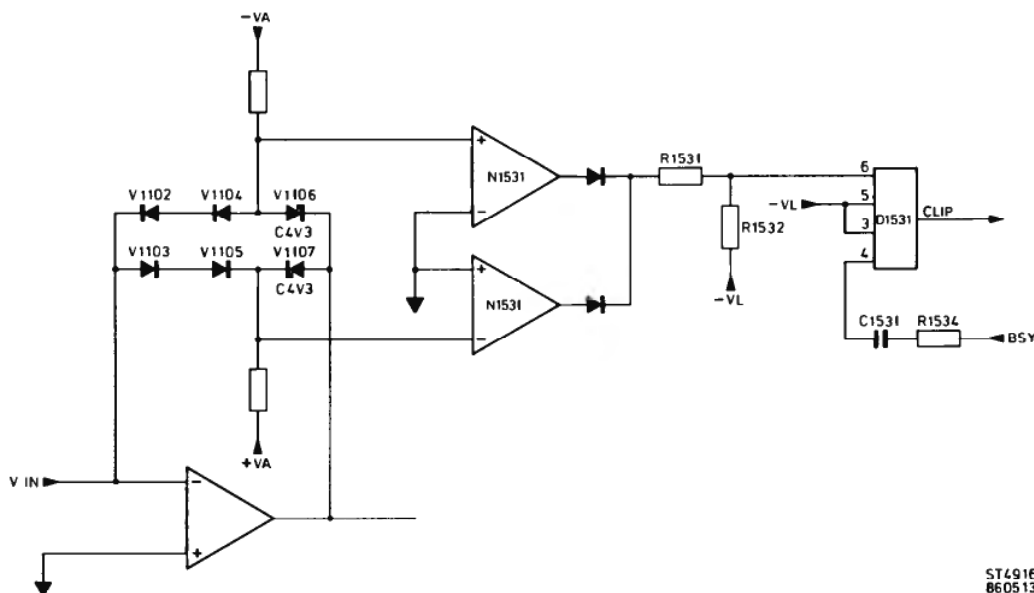 -VA
N1531
R1531
6
V1102
V1104
V1106
C4V3
-VL
5
3
D1531
CLIP
R1532
4
V1103
V1105
V1107
C4V3
-VL
N1531
C1531
R1534
BSY
+VA
V IN
ST4916
860513